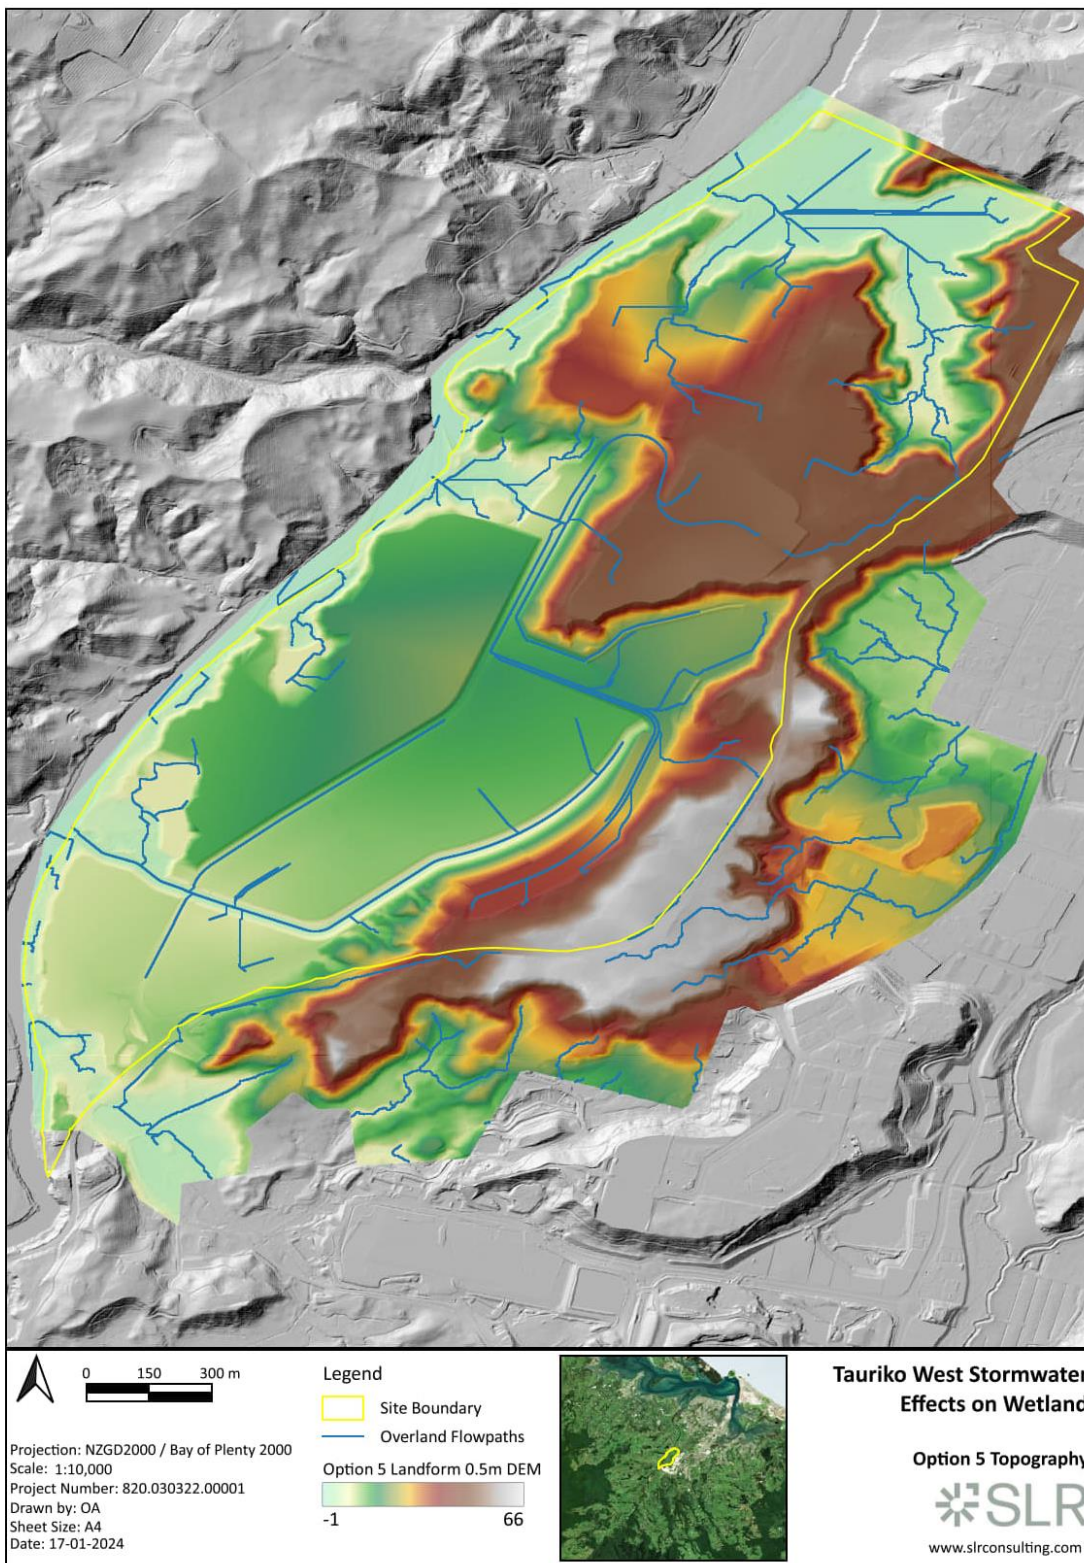 0 150 300 m
Projection: NZGD2000 / Bay of Plenty 2000
Scale: 1:10,000
Project Number: 820.030322.00001
Drawn by: OA
Sheet Size: A4
Date: 17-01-2024
Legend
Site Boundary
Overland Flowpaths
Option 5 Landform 0.5m DEM
-1 66
Tauriko West Stormwater
Effects on Wetland
Option 5 Topography
SLR
www.slrconsulting.com